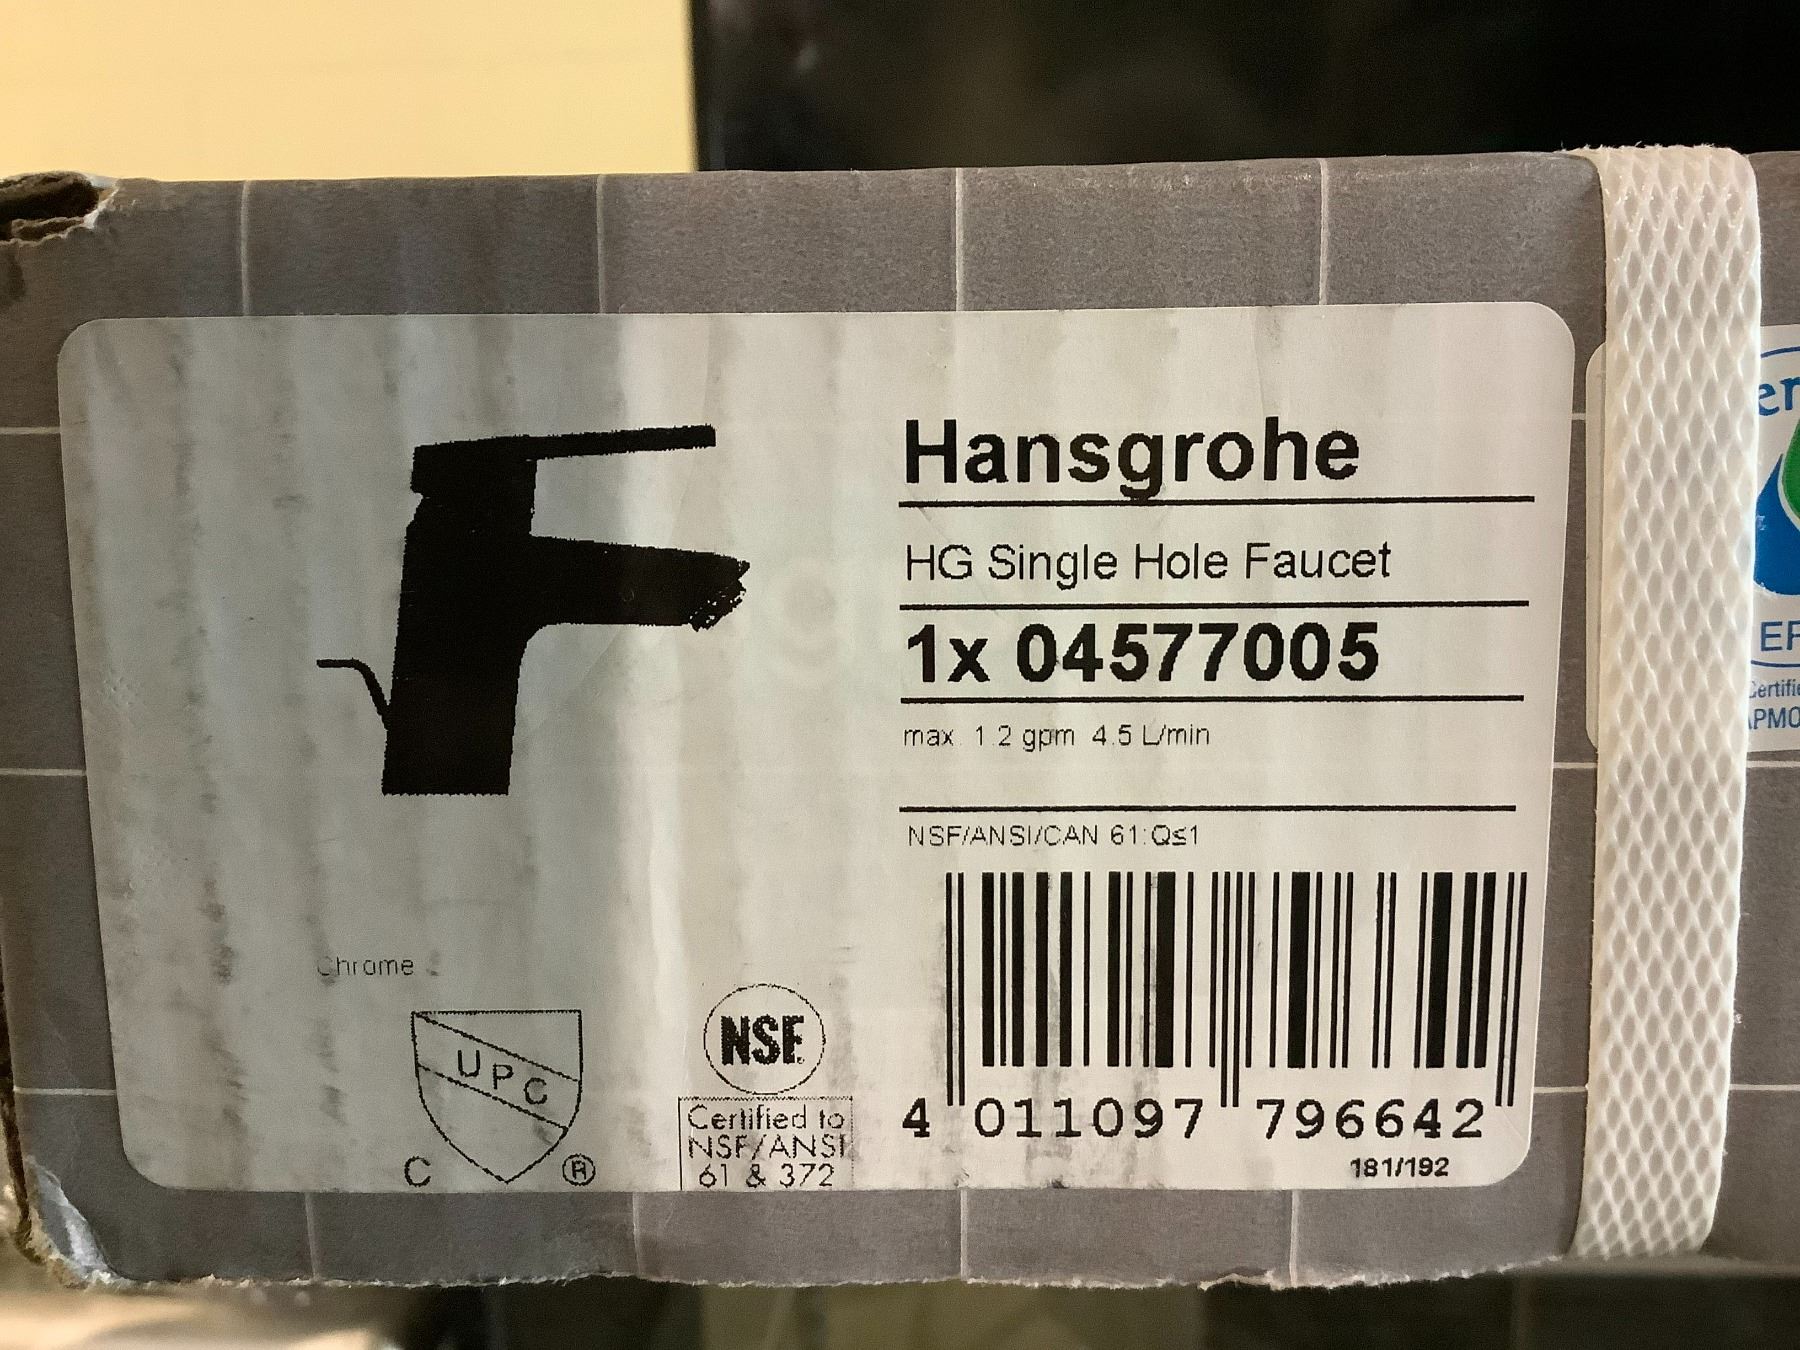 Hansgrohe
HG Single Hole Faucet
1x 04577005
max. 1.2 gpm 4.5 L/min
NSF/ANSI/CAN 61:Q≤1
Chrome
UPC
C ®
NSF
Certified to
NSF/ANSI
61 & 372
4 011097 796642
181/192